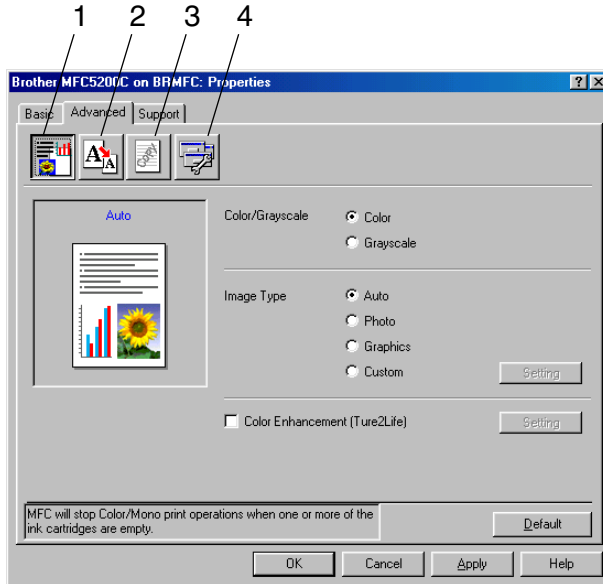 1 2 3 4
Brother MFC5200C on BRMFC: Properties
Basic Advanced Support
A A Copy
Auto
Color/Grayscale Color
Grayscale
Image Type Auto
Photo
Graphics
Custom Setting
Color Enhancement (Ture2Life) Setting
MFC will stop Color/Mono print operations when one or more of the
ink cartridges are empty.
Default
OK Cancel Apply Help